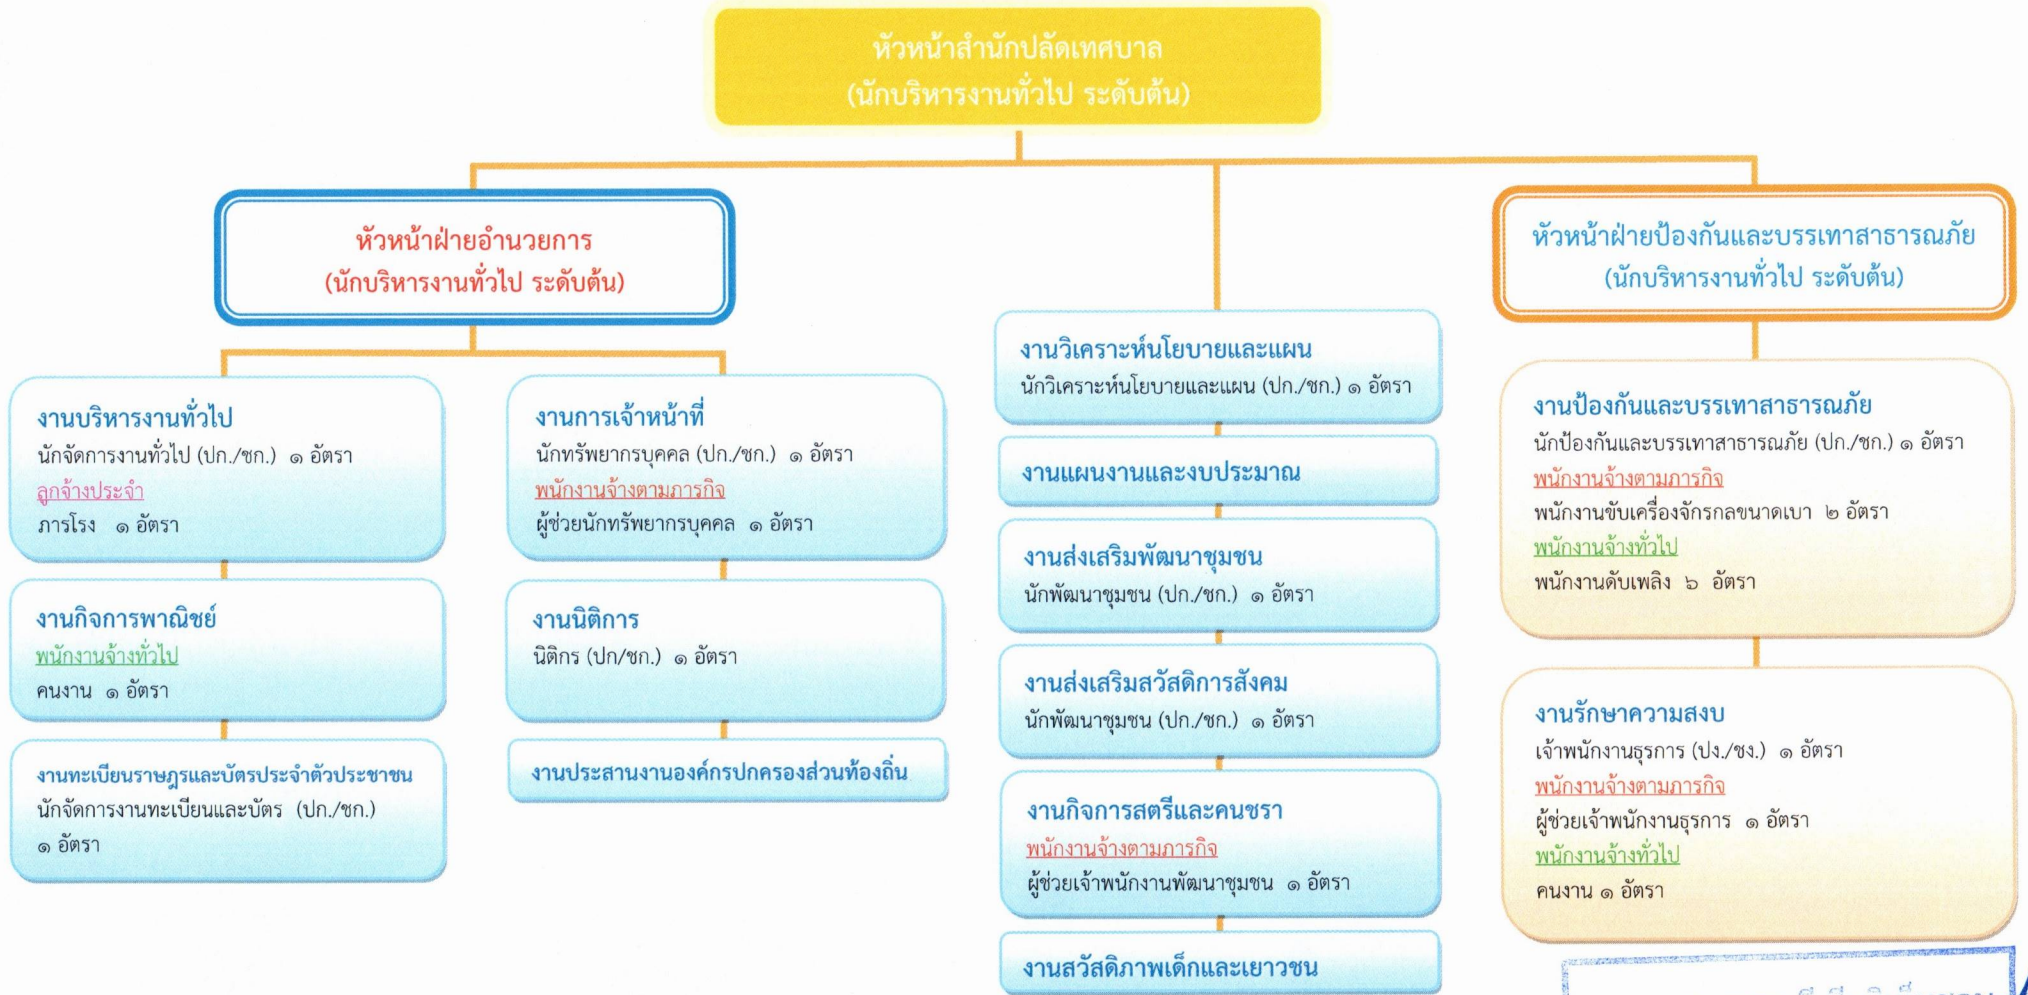 หัวหน้าสำนักปลัดเทศบาล
(นักบริหารงานทั่วไป ระดับต้น)
หัวหน้าฝ่ายอำนวยการ
(นักบริหารงานทั่วไป ระดับต้น)
งานบริหารงานทั่วไป
นักจัดการงานทั่วไป (ปก./ชก.) ๑ อัตรา
ลูกจ้างประจำ
ภารโรง ๑ อัตรา
งานกิจการพาณิชย์
พนักงานจ้างทั่วไป
คนงาน ๑ อัตรา
งานทะเบียนราษฎรและบัตรประจำตัวประชาชน
นักจัดการงานทะเบียนและบัตร (ปก./ชก.)
๑ อัตรา
งานการเจ้าหน้าที่
นักทรัพยากรบุคคล (ปก./ชก.) ๑ อัตรา
พนักงานจ้างตามภารกิจ
ผู้ช่วยนักทรัพยากรบุคคล ๑ อัตรา
งานนิติการ
นิติกร (ปก/ชก.) ๑ อัตรา
งานประสานงานองค์กรปกครองส่วนท้องถิ่น
งานวิเคราะห์นโยบายและแผน
นักวิเคราะห์นโยบายและแผน (ปก./ชก.) ๑ อัตรา
งานแผนงานและงบประมาณ
งานส่งเสริมพัฒนาชุมชน
นักพัฒนาชุมชน (ปก./ชก.) ๑ อัตรา
งานส่งเสริมสวัสดิการสังคม
นักพัฒนาชุมชน (ปก./ชก.) ๑ อัตรา
งานกิจการสตรีและคนชรา
พนักงานจ้างตามภารกิจ
ผู้ช่วยเจ้าพนักงานพัฒนาชุมชน ๑ อัตรา
งานสวัสดิภาพเด็กและเยาวชน
หัวหน้าฝ่ายป้องกันและบรรเทาสาธารณภัย
(นักบริหารงานทั่วไป ระดับต้น)
งานป้องกันและบรรเทาสาธารณภัย
นักป้องกันและบรรเทาสาธารณภัย (ปก./ชก.) ๑ อัตรา
พนักงานจ้างตามภารกิจ
พนักงานขับเครื่องจักรกลขนาดเบา ๒ อัตรา
พนักงานจ้างทั่วไป
พนักงานดับเพลิง ๖ อัตรา
งานรักษาความสงบ
เจ้าพนักงานธุรการ (ปง./ชง.) ๑ อัตรา
พนักงานจ้างตามภารกิจ
ผู้ช่วยเจ้าพนักงานธุรการ ๑ อัตรา
พนักงานจ้างทั่วไป
คนงาน ๑ อัตรา